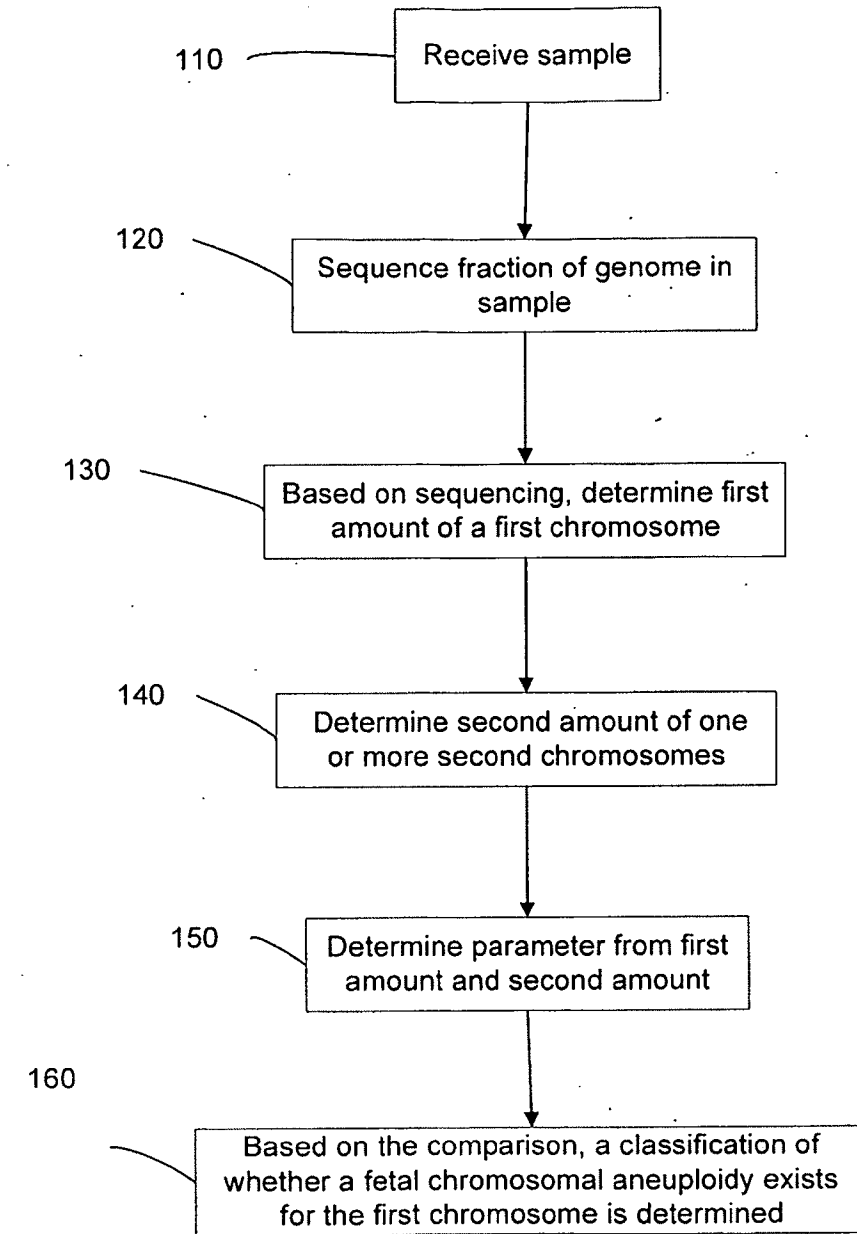 110
Receive sample
120
Sequence fraction of genome in
sample
130
Based on sequencing, determine first
amount of a first chromosome
140
Determine second amount of one
or more second chromosomes
150
Determine parameter from first
amount and second amount
160
Based on the comparison, a classification of
whether a fetal chromosomal aneuploidy exists
for the first chromosome is determined